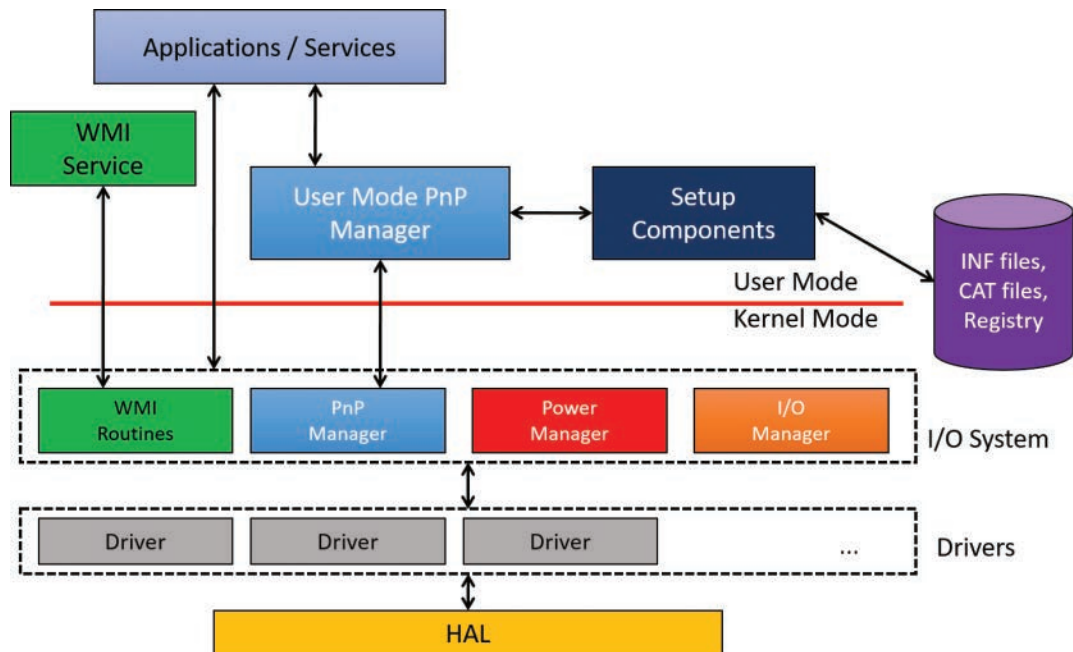 Applications / Services
WMI
Service
User Mode PnP
Manager
Setup
Components
INF files,
CAT files,
Registry
User Mode
Kernel Mode
WMI
Routines
PnP
Manager
Power
Manager
I/O
Manager
I/O System
Driver
Driver
Driver
...
Drivers
HAL